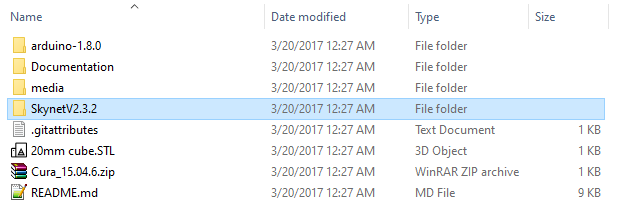 Name Date modified Type Size
arduino-1.8.0 3/20/2017 12:27 AM File folder
Documentation 3/20/2017 12:27 AM File folder
media 3/20/2017 12:27 AM File folder
SkynetV2.3.2 3/20/2017 12:27 AM File folder
.gitattributes 3/20/2017 12:27 AM Text Document 1 KB
20mm cube.STL 3/20/2017 12:27 AM 3D Object 1 KB
Cura_15.04.6.zip 3/20/2017 12:27 AM WinRAR ZIP archive 1 KB
README.md 3/20/2017 12:27 AM MD File 9 KB